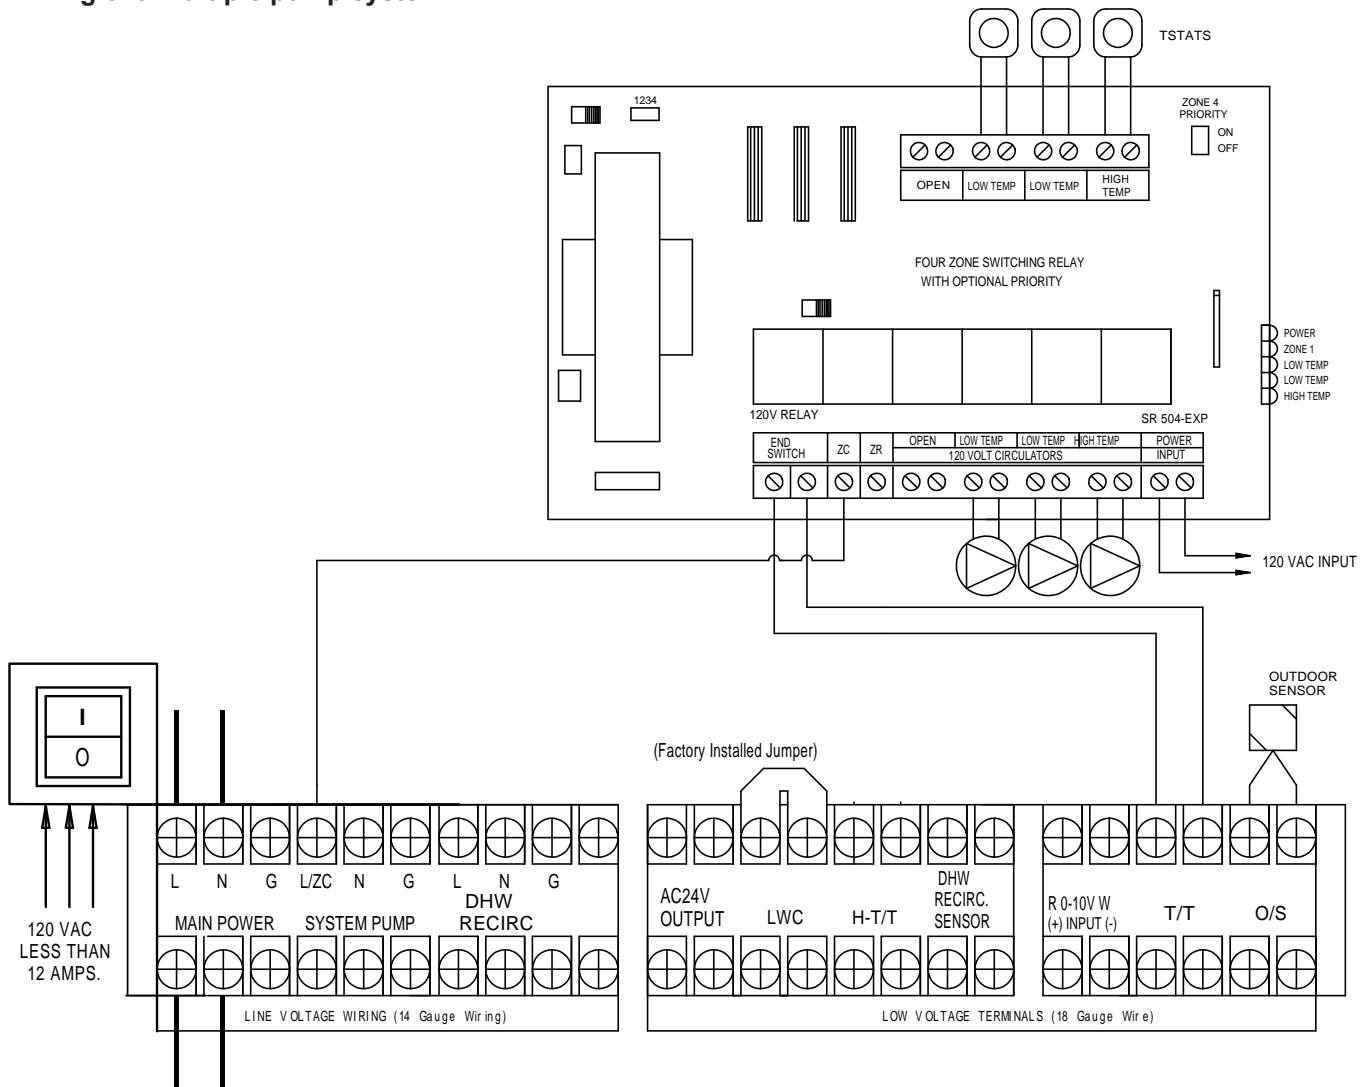 TSTATS
1234
ZONE 4
PRIORITY
ON
OFF
OPEN LOW TEMP LOW TEMP HIGH TEMP
FOUR ZONE SWITCHING RELAY
WITH OPTIONAL PRIORITY
POWER
ZONE 1
LOW TEMP
LOW TEMP
HIGH TEMP
120V RELAY
SR 504-EXP
END SWITCH ZC ZR OPEN LOW TEMP LOW TEMP HIGH TEMP POWER INPUT
120 VOLT CIRCULATORS
120 VAC INPUT
OUTDOOR
SENSOR
I
O
(Factory Installed Jumper)
L N G L/ZC N G L N G
MAIN POWER SYSTEM PUMP DHW RECIRC
120 VAC
LESS THAN
12 AMPS.
AC24V
OUTPUT
LWC
H-T/T
DHW
RECIRC.
SENSOR
R 0-10V W
(+) INPUT (-)
T/T
O/S
LINE VOLTAGE WIRING (14 Gauge Wiring)
LOW VOLTAGE TERMINALS (18 Gauge Wire)